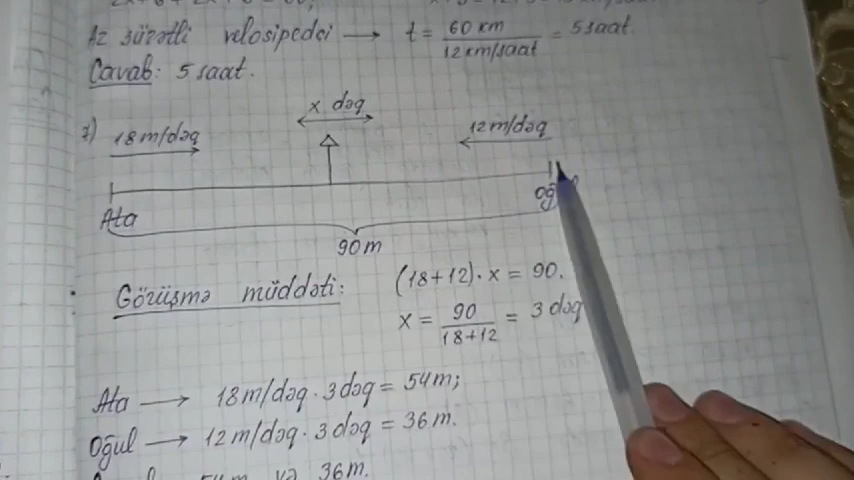 Az sürətli velosipedçi → t = 60 km / 12 km/saat = 5 saat.
Cavab: 5 saat.
7) 18 m/dəq x dəq 12 m/dəq
Ata
90 m
Görüşmə müddəti: (18+12)·x = 90.
x = 90 / 18+12 = 3 dəq
Ata → 18 m/dəq · 3 dəq = 54 m;
Oğul → 12 m/dəq · 3 dəq = 36 m.
54 m və 36 m.